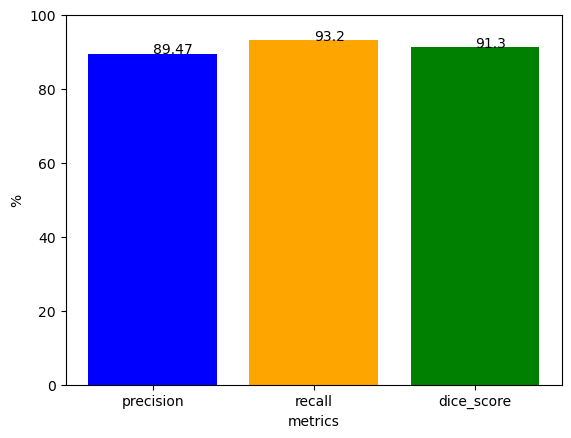 100
80
60
40
20
0
%
89.47
93.2
91.3
precision
recall
dice_score
metrics